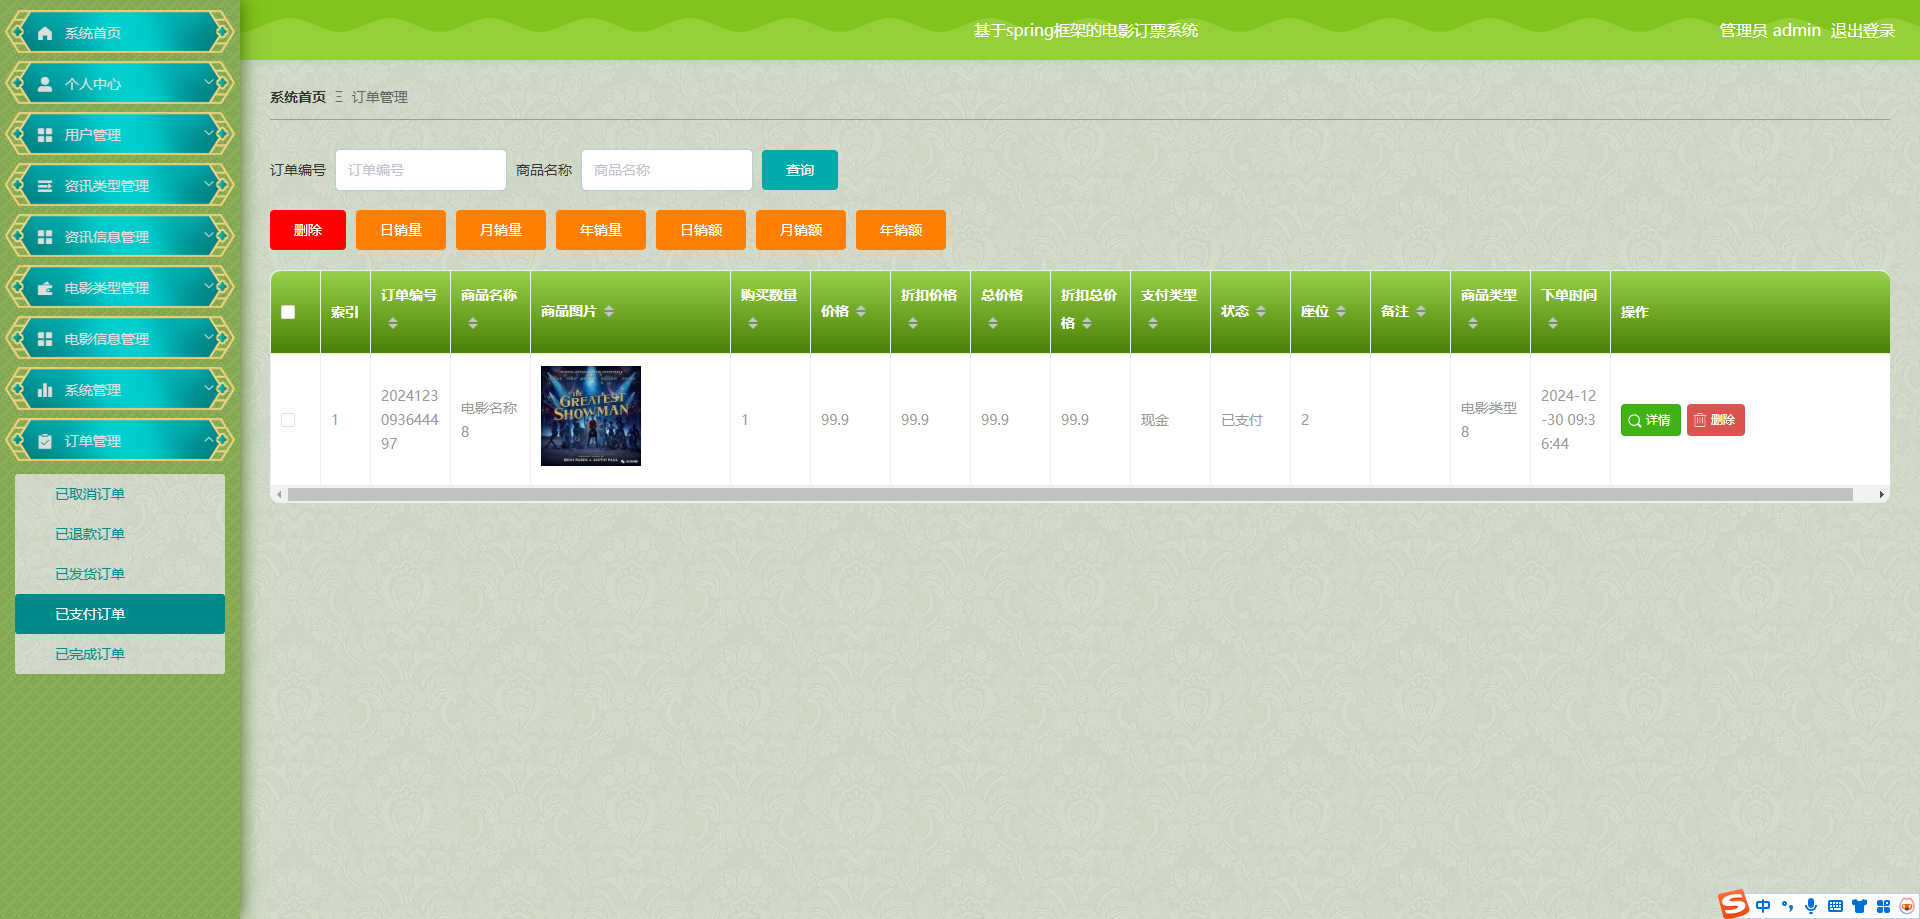 系统首页
个人中心
用户管理
资讯类型管理
资讯信息管理
电影类型管理
电影信息管理
系统管理
订单管理
已取消订单
已退款订单
已发货订单
已支付订单
已完成订单
基于spring框架的电影订票系统
管理员 admin 退出登录
系统首页 Ξ 订单管理
订单编号 订单编号 商品名称 商品名称 查询
删除 日销量 月销量 年销量 日销额 月销额 年销额
索引 订单编号 商品名称 商品图片 购买数量 价格 折扣价格 总价格 折扣总价格 支付类型 状态 座位 备注 商品类型 下单时间 操作
1
2024123
0936444
97
电影名称
8
THE
GREATEST
SHOWMAN
1
99.9
99.9
99.9
99.9
现金
已支付
2
电影类型
8
2024-12
-30 09:3
6:44
详情
删除
中